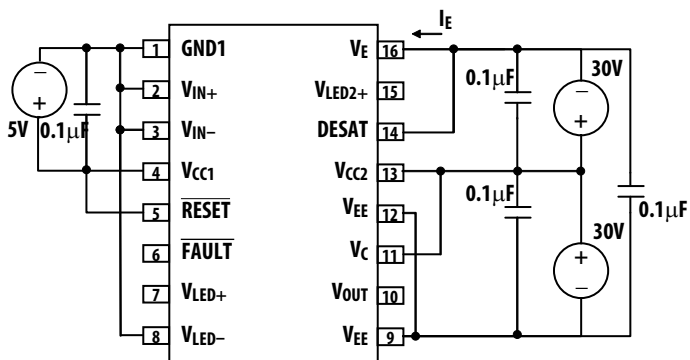 I_E
1 GND1 V_E 16
2 V_IN+ V_LED2+ 15
3 V_IN− DESAT 14
4 V_CC1 V_CC2 13
5 RESET V_EE 12
6 FAULT V_C 11
7 V_LED+ V_OUT 10
8 V_LED- V_EE 9
− + 5V 0.1µF
0.1µF 30V − +
0.1µF 30V + −
0.1µF